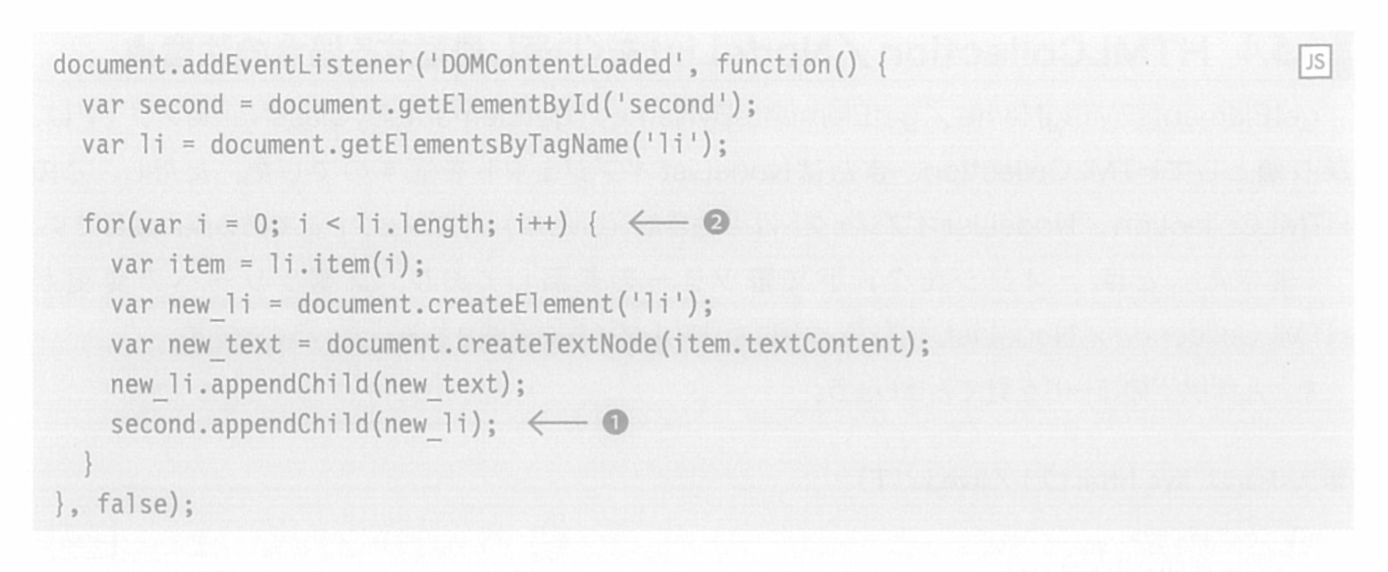 document.addEventListener('DOMContentLoaded', function() {
JS
var second = document.getElementById('second');
var li = document.getElementsByTagName('li');
for(var i = 0; i < li.length; i++) { ← ❷
var item = li.item(i);
var new_li = document.createElement('li');
var new_text = document.createTextNode(item.textContent);
new_li.appendChild(new_text);
second.appendChild(new_li); ← ❶
}
}, false);